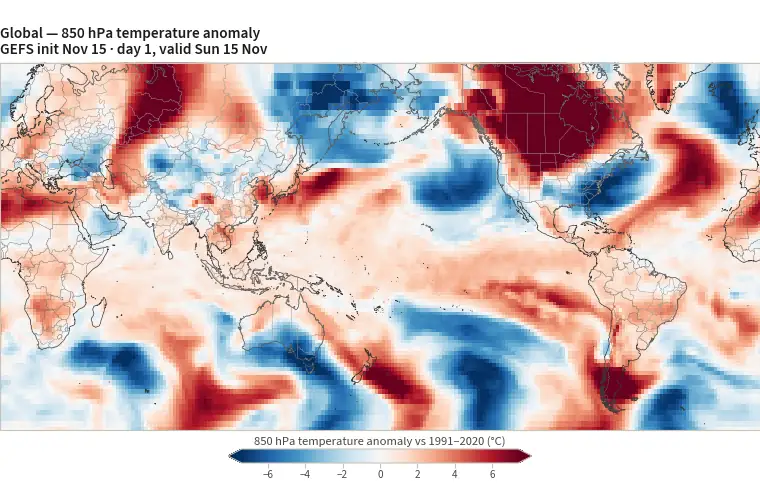 Global — 850 hPa temperature anomaly
GEFS init Nov 15 · day 1, valid Sun 15 Nov
850 hPa temperature anomaly vs 1991–2020 (°C)
−6 −4 −2 0 2 4 6